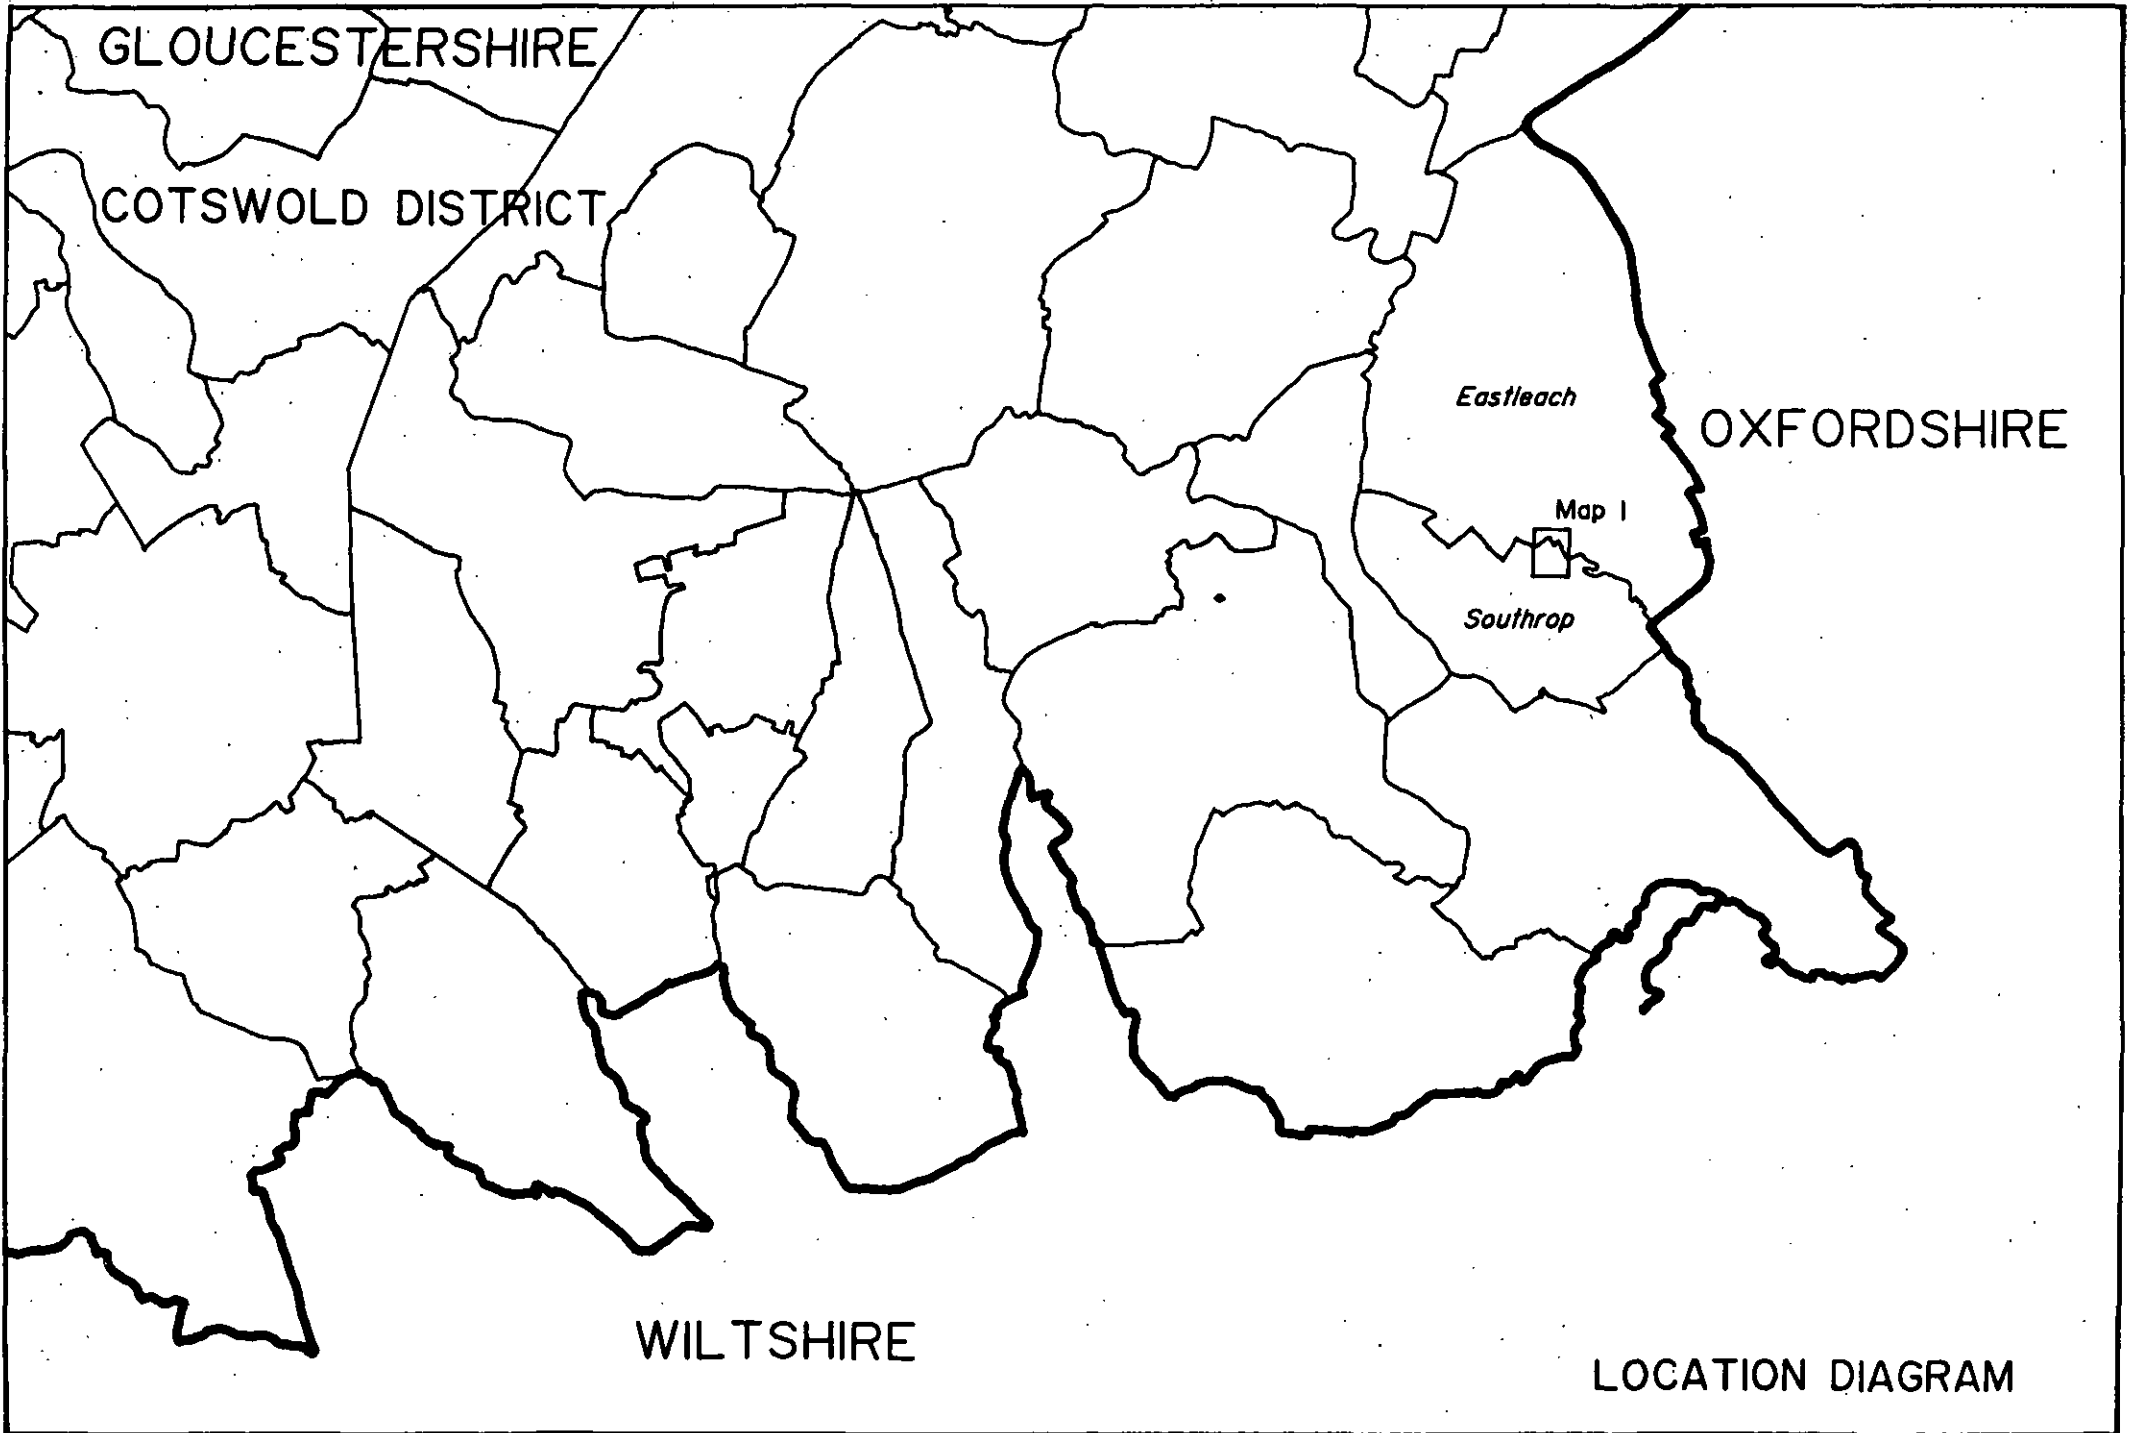 GLOUCESTERSHIRE
COTSWOLD DISTRICT
Eastleach
OXFORDSHIRE
Map 1
Southrop
WILTSHIRE
LOCATION DIAGRAM